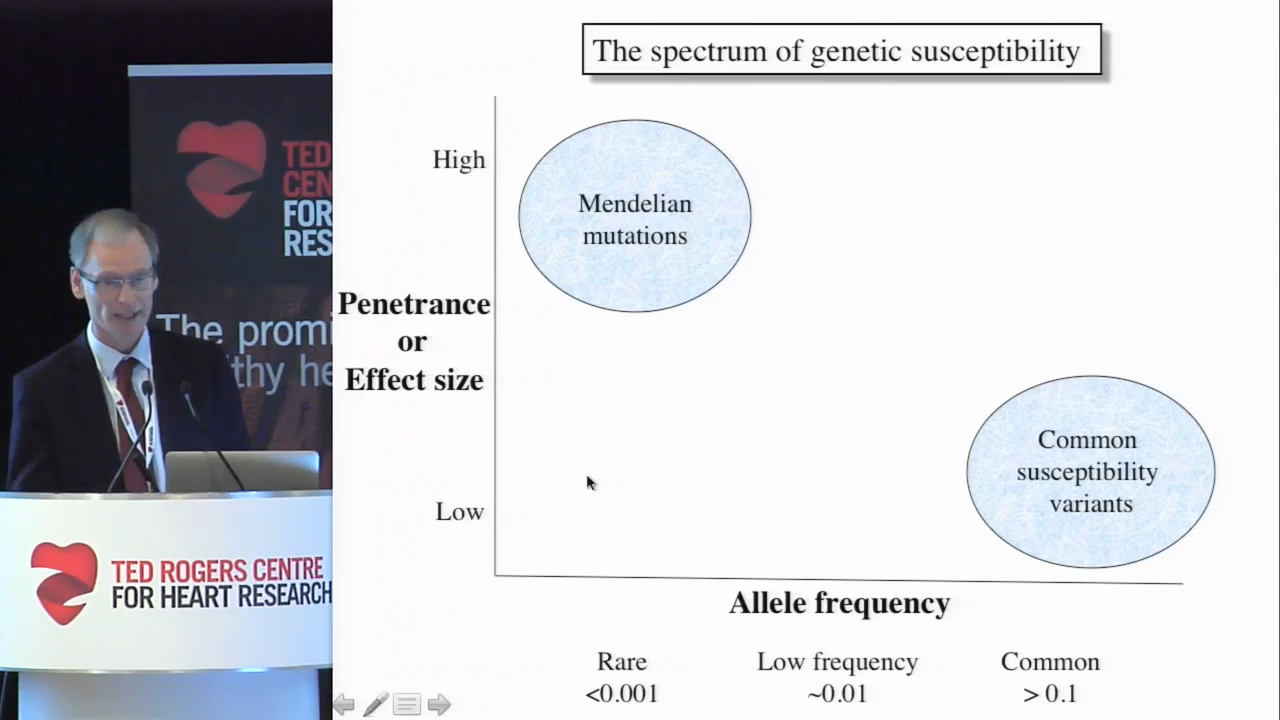 TED
CEN
FOR
RES
The promi
thy he
TED ROGERS CENTRE
FOR HEART RESEARCH
The spectrum of genetic susceptibility
High
Mendelian
mutations
Penetrance
or
Effect size
Common
susceptibility
variants
Low
Allele frequency
Rare
Low frequency
Common
<0.001
~0.01
> 0.1